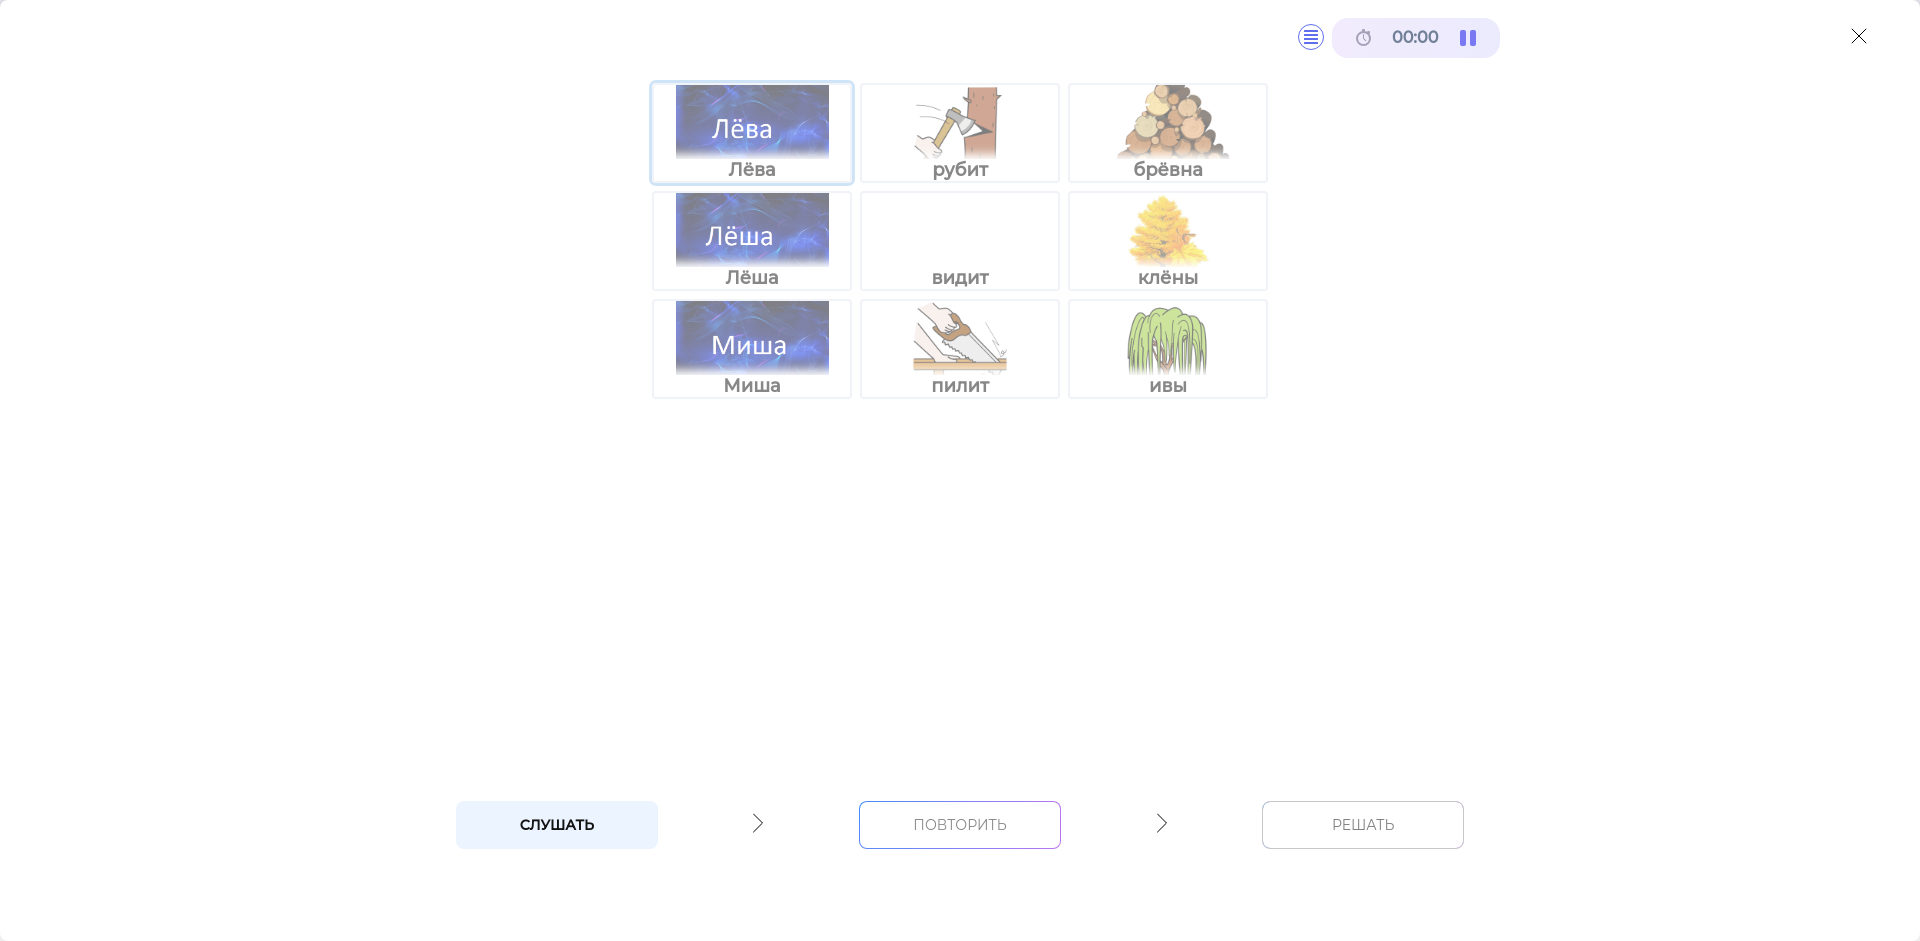 00:00
Лёва
Лёва
рубит
брёвна
Лёша
Лёша
видит
клёны
Миша
Миша
пилит
ивы
СЛУШАТЬ
ПОВТОРИТЬ
РЕШАТЬ